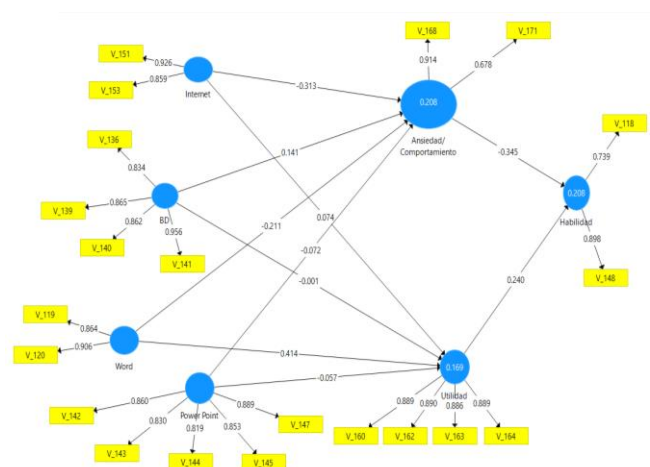 V_168
V_171
V_151
0.926
0.914
0.678
0.859
V_153
Internet
-0.313
0.208
Ansiedad/
Comportamiento
V_118
V_136
0.834
0.141
-0.345
0.739
V_139
0.865
BD
0.862
0.956
V_140
V_141
-0.211
0.074
-0.072
0.208
Habilidad
0.898
V_148
-0.001
0.240
V_119
0.864
V_120
0.906
Word
0.414
-0.057
0.169
Utilidad
V_142
0.860
Power Point
0.889
V_147
0.830
0.819
0.853
V_143
V_144
V_145
0.889
0.890
0.886
0.889
V_160
V_162
V_163
V_164